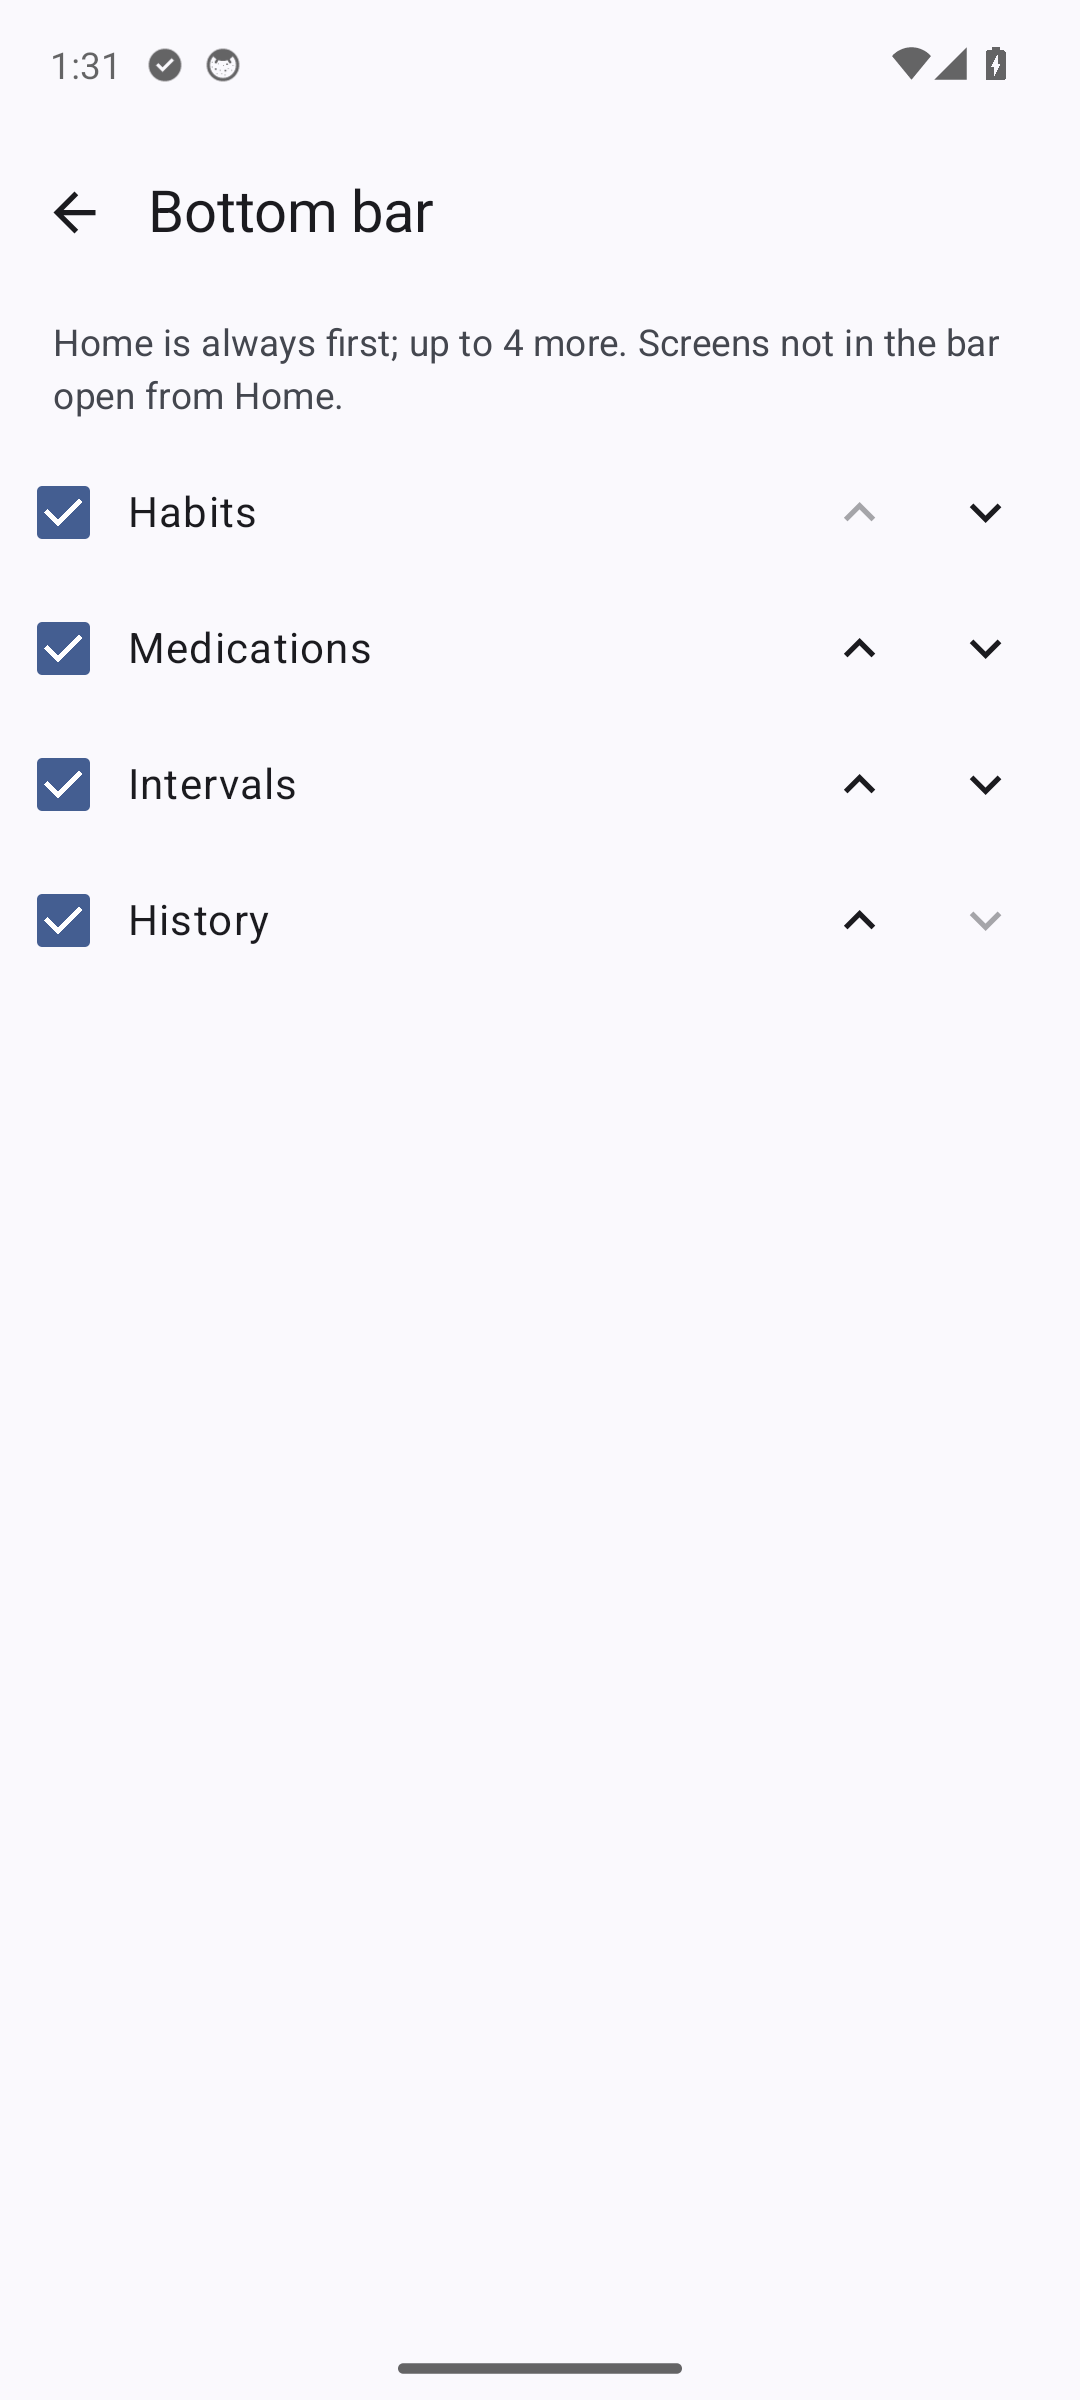 1:31
Bottom bar
Home is always first; up to 4 more. Screens not in the bar
open from Home.
Habits
Medications
Intervals
History